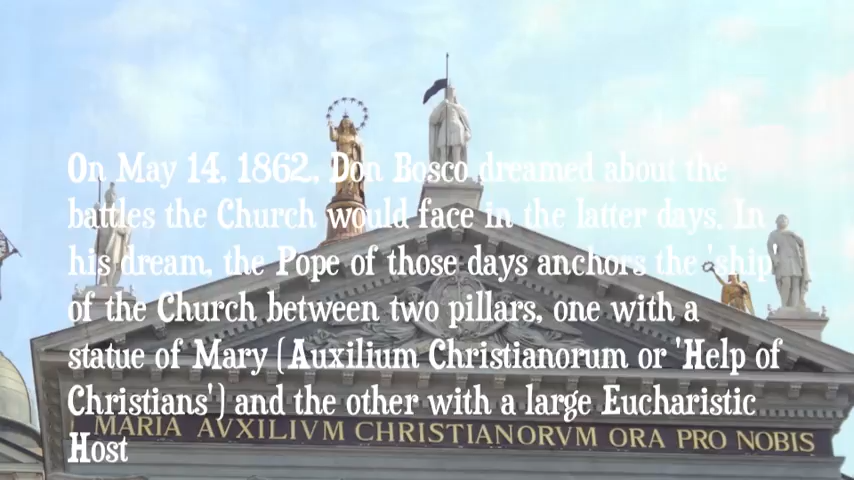 On May 14, 1862, Don Bosco dreamed about the
battles the Church would face in the latter days. In
his dream, the Pope of those days anchors the 'ship'
of the Church between two pillars, one with a
statue of Mary (Auxilium Christianorum or 'Help of
Christians') and the other with a large Eucharistic
MARIA AVXILIVM CHRISTIANORVM ORA PRO NOBIS
Host